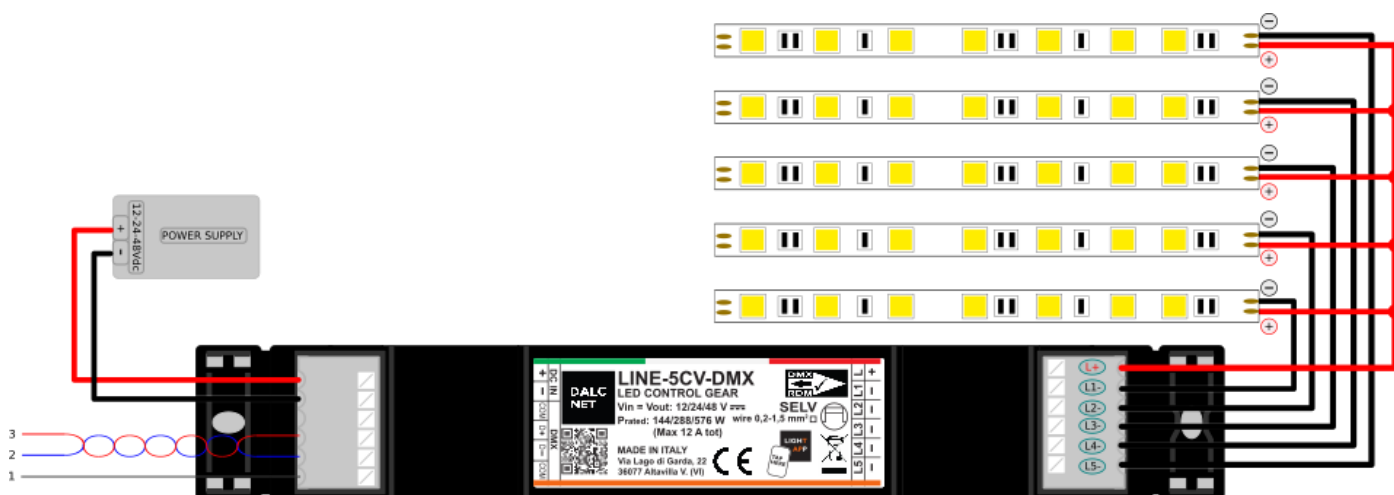 12-24-48Vdc
+
-
POWER SUPPLY
3
2
1
+ - DC IN
COM D+ D- COM
DMX
DALC
NET
LINE-5CV-DMX
LED CONTROL GEAR
Vin = Vout: 12/24/48 V
Prated: 144/288/576 W
(Max 12 A tot)
MADE IN ITALY
Via Lago di Garda, 22
36077 Altavilla V. (VI)
DMX
RDM
SELV
wire 0,2-1,5 mm²
LIGHT
APP
TAP
HERE
CE
L +
L1 -
L2 -
L3 -
L4 -
L5 -
L+
L1-
L2-
L3-
L4-
L5-
- +
- +
- +
- +
- +